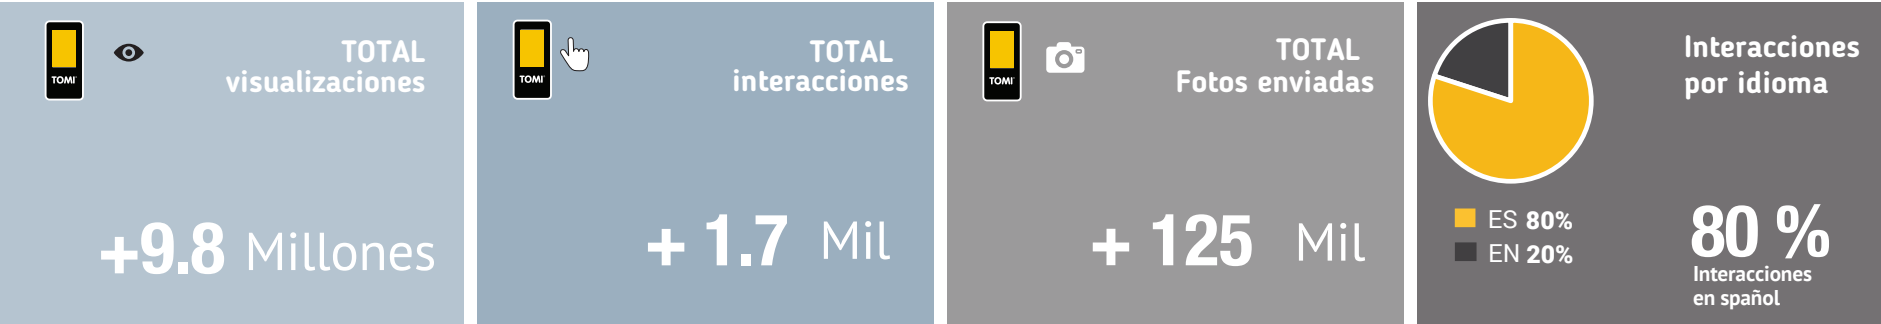 TOMI
TOTAL
visualizaciones
+9.8 Millones
TOMI
TOTAL
interacciones
+ 1.7 Mil
TOMI
TOTAL
Fotos enviadas
+ 125 Mil
Interacciones
por idioma
ES 80%
EN 20%
80 %
Interacciones
en spañol